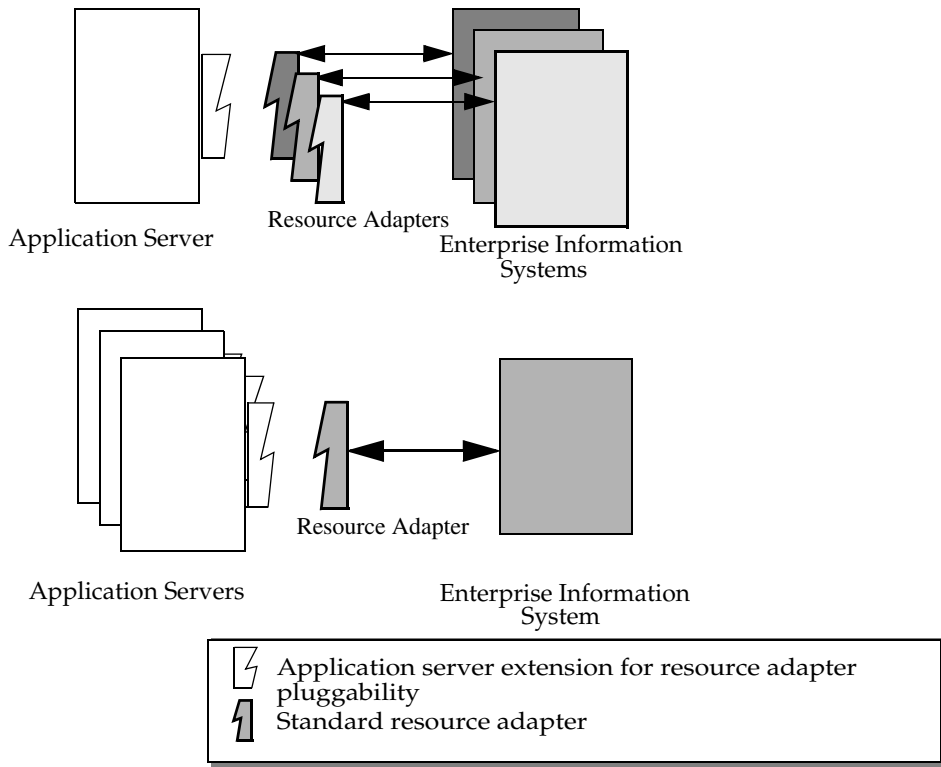 Resource Adapters
Application Server
Enterprise Information
Systems
Resource Adapter
Application Servers
Enterprise Information
System
Application server extension for resource adapter
pluggability
Standard resource adapter